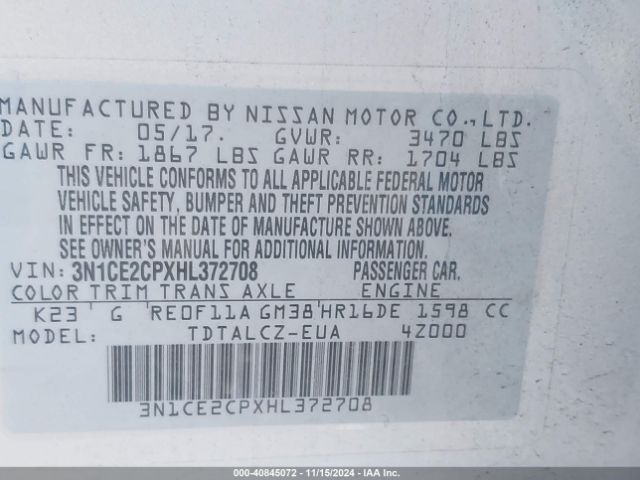 MANUFACTURED BY NISSAN MOTOR CO.,LTD.
DATE: 05/17. GVWR: 3470 LBS
GAWR FR: 1867 LBS GAWR RR: 1704 LBS
THIS VEHICLE CONFORMS TO ALL APPLICABLE FEDERAL MOTOR
VEHICLE SAFETY, BUMPER AND THEFT PREVENTION STANDARDS
IN EFFECT ON THE DATE OF MANUFACTURE SHOWN ABOVE.
SEE OWNER'S MANUAL FOR ADDITIONAL INFORMATION.
VIN: 3N1CE2CPXHL372708 PASSENGER CAR.
COLOR TRIM TRANS AXLE ENGINE
K23 G RE0F11A GM38 HR16DE 1598 CC
MODEL: TDTALCZ-EUA 4Z000
3N1CE2CPXHL372708
000-40845072 - 11/15/2024 - IAA Inc.